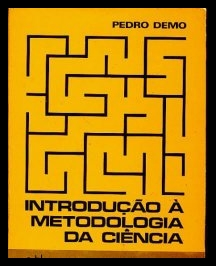 PEDRO DEMO
INTRODUÇÃO À
METODOLOGIA
DA CIÊNCIA